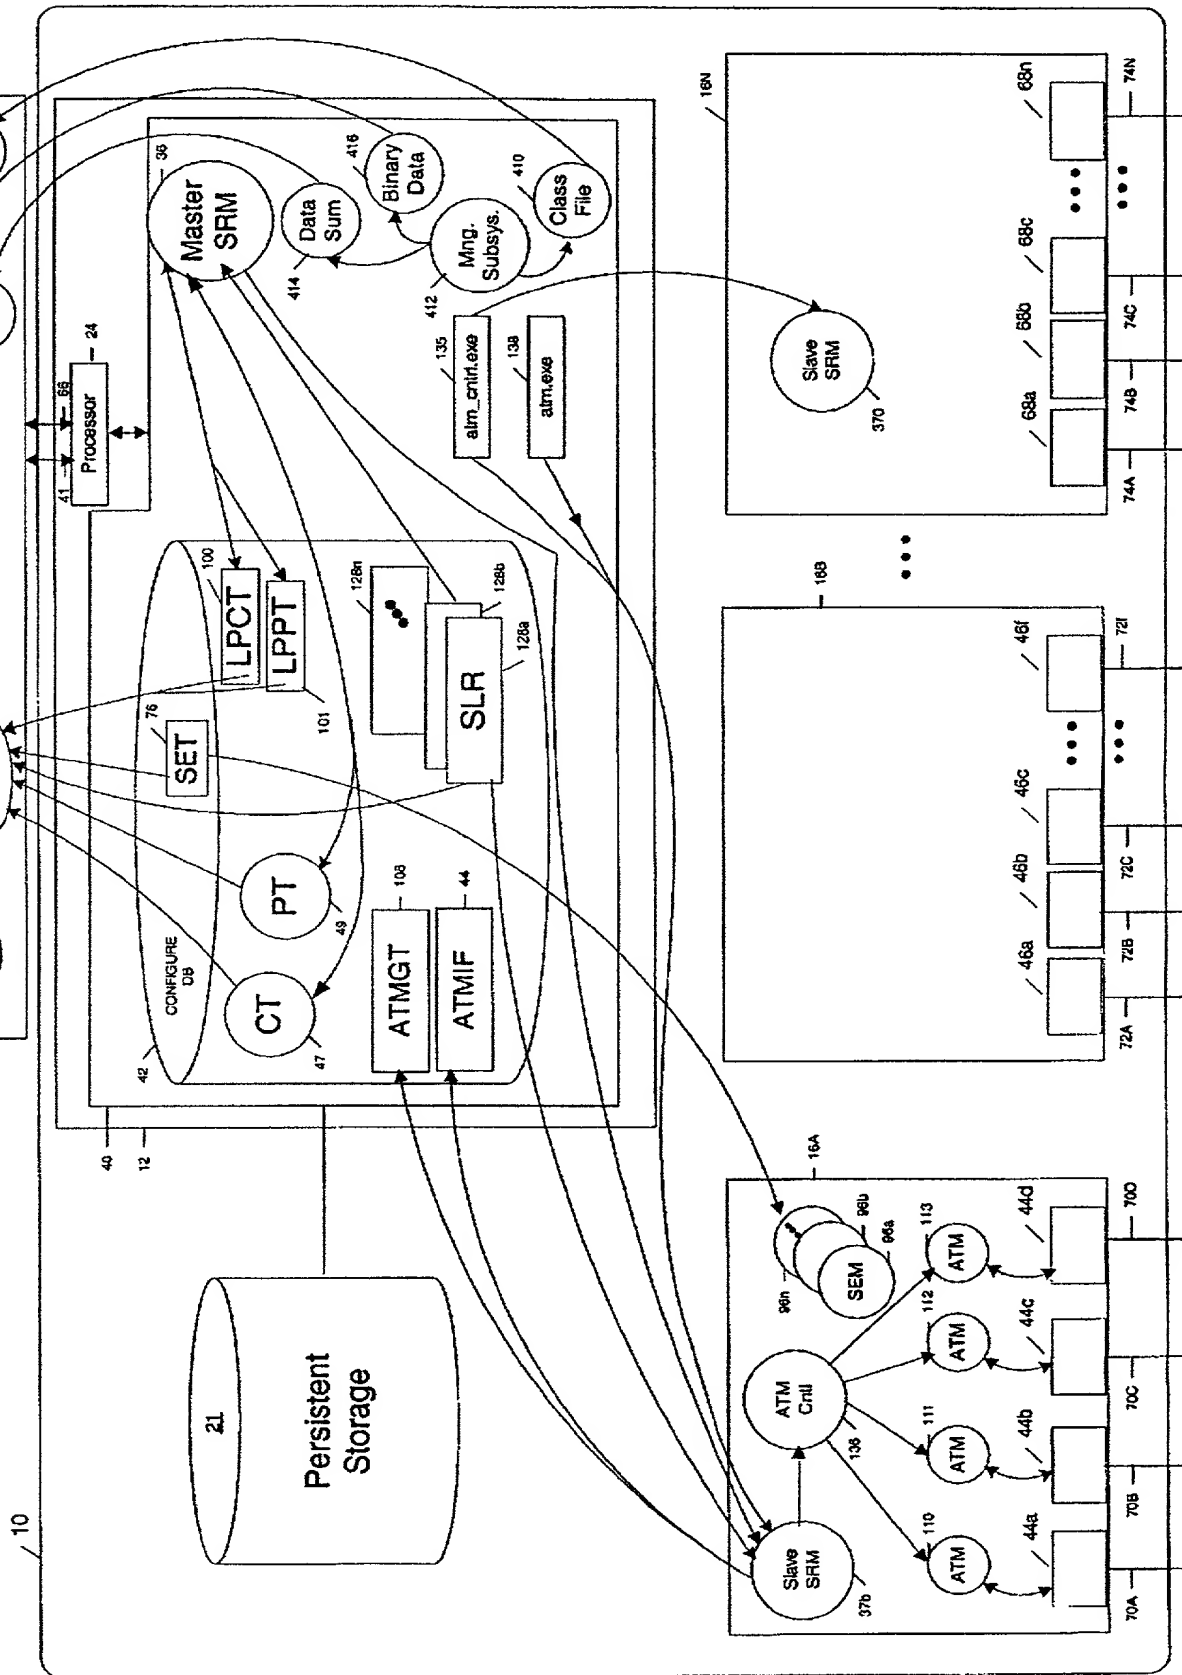 10
21
Persistent
Storage
40
12
41
66
Processor
24
42
CONFIGURE
DB
CT
47
PT
49
SET
76
LPCT
100
LPPT
101
ATMGT
108
ATMIF
44
SLR
128n
128b
128a
Master
SRM
36
Data
Sum
414
Binary
Data
416
Mng.
Subsys.
412
Class
File
410
135
atm_cntrl.exe
138
atm.exe
16A
Slave
SRM
37b
ATM
Cntl
136
SEM
96n
96b
96a
ATM
110
ATM
111
ATM
112
ATM
113
44a
44b
44c
44d
70A
70B
70C
70D
16B
46a
46b
46c
46f
72A
72B
72C
72I
16N
Slave
SRM
370
68a
68b
68c
68n
74A
74B
74C
74N